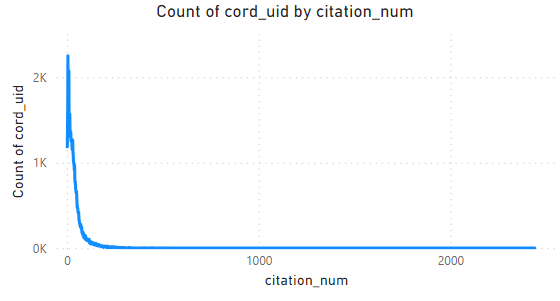 Count of cord_uid by citation_num
Count of cord_uid
2K
1K
0K
0
1000
2000
citation_num